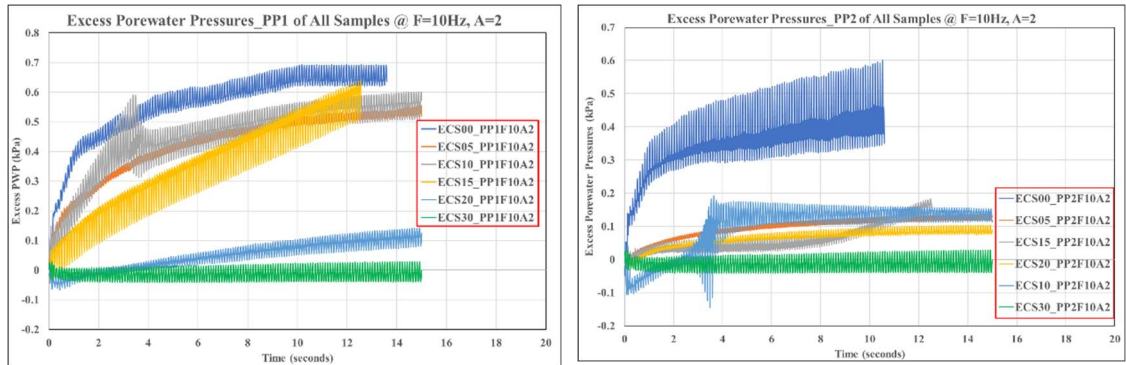 Excess Porewater Pressures_PP1 of All Samples @ F=10Hz, A=2
Excess PWP (kPa)
0.8
0.7
0.6
0.5
0.4
0.3
0.2
0.1
0
-0.1
-0.2
0 2 4 6 8 10 12 14 16 18 20
Time (seconds)
ECS00_PP1F10A2
ECS05_PP1F10A2
ECS10_PP1F10A2
ECS15_PP1F10A2
ECS20_PP1F10A2
ECS30_PP1F10A2
Excess Porewater Pressures_PP2 of All Samples @ F=10Hz, A=2
Excess Porewater Pressures (kPa)
0.7
0.6
0.5
0.4
0.3
0.2
0.1
0
-0.1
-0.2
0 2 4 6 8 10 12 14 16 18 20
Time (seconds)
ECS00_PP2F10A2
ECS05_PP2F10A2
ECS15_PP2F10A2
ECS20_PP2F10A2
ECS10_PP2F10A2
ECS30_PP2F10A2